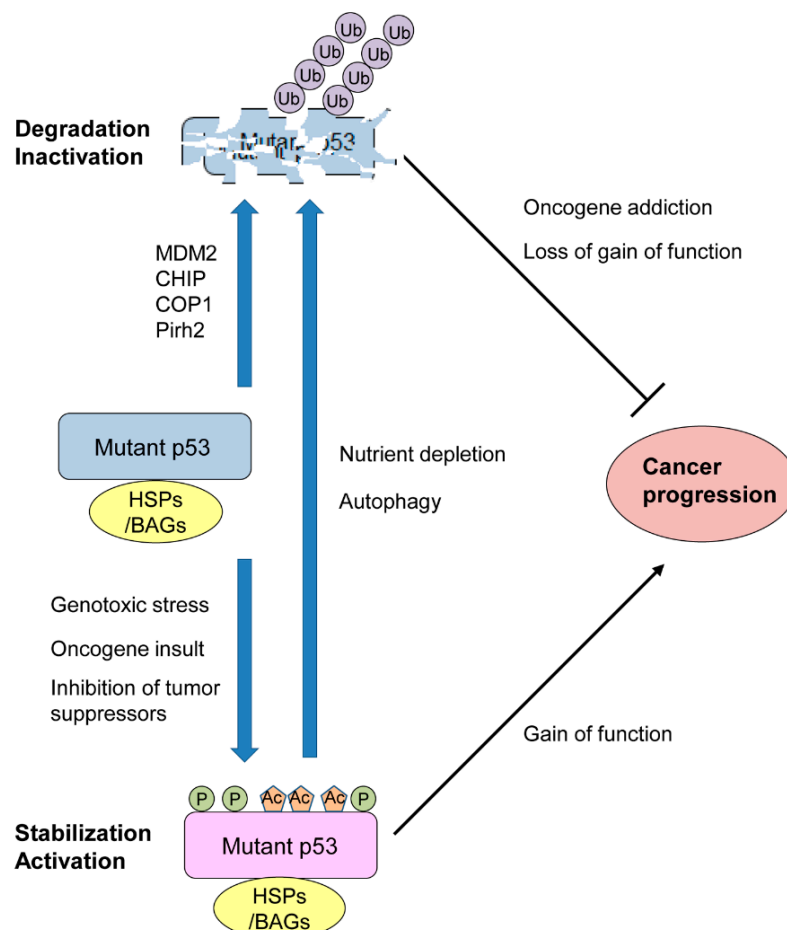 Ub Ub
Ub Ub
Ub Ub
Ub Ub
Degradation
Inactivation
Mutant p53
Oncogene addiction
Loss of gain of function
MDM2
CHIP
COP1
Pirh2
Mutant p53
HSPs
/BAGs
Nutrient depletion
Autophagy
Cancer
progression
Genotoxic stress
Oncogene insult
Inhibition of tumor
suppressors
Gain of function
P P Ac Ac Ac P
Stabilization
Activation
Mutant p53
HSPs
/BAGs